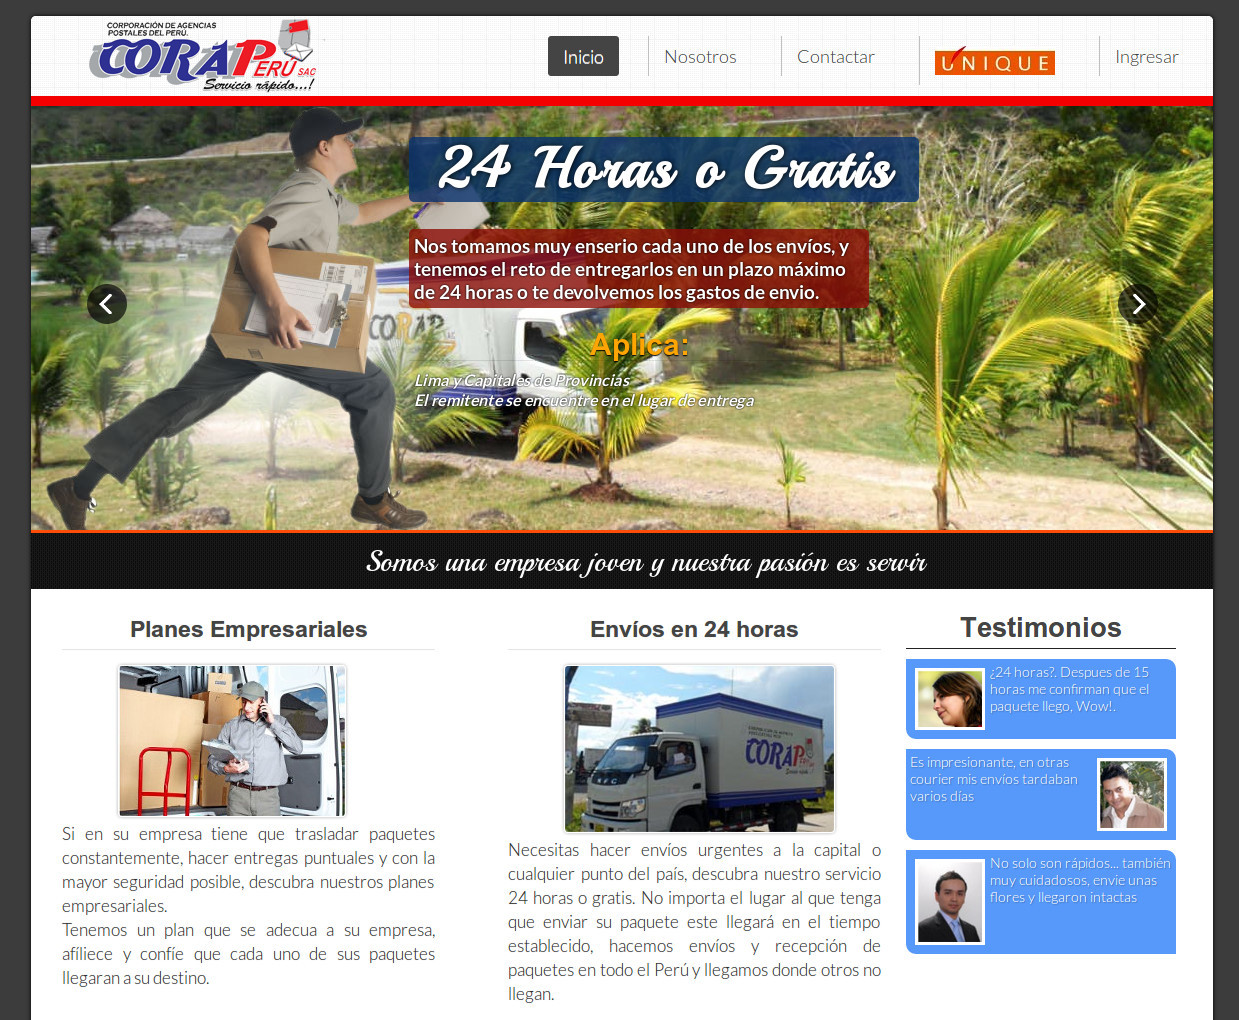 CORPORACIÓN DE AGENCIAS
POSTALES DEL PERÚ.
CORAPERÚ SAC
Servicio rápido...!
Inicio
Nosotros
Contactar
UNIQUE
Ingresar
24 Horas o Gratis
Nos tomamos muy enserio cada uno de los envíos, y
tenemos el reto de entregarlos en un plazo máximo
de 24 horas o te devolvemos los gastos de envio.
CORAP
Aplica:
Lima y Capitales de Provincias
El remitente se encuentre en el lugar de entrega
Somos una empresa joven y nuestra pasión es servir
Planes Empresariales
Si en su empresa tiene que trasladar paquetes
constantemente, hacer entregas puntuales y con la
mayor seguridad posible, descubra nuestros planes
empresariales.
Tenemos un plan que se adecua a su empresa,
afíliece y confíe que cada uno de sus paquetes
llegaran a su destino.
Envíos en 24 horas
CORAP
Necesitas hacer envíos urgentes a la capital o
cualquier punto del país, descubra nuestro servicio
24 horas o gratis. No importa el lugar al que tenga
que enviar su paquete este llegará en el tiempo
establecido, hacemos envíos y recepción de
paquetes en todo el Perú y llegamos donde otros no
llegan.
Testimonios
¿24 horas?. Despues de 15
horas me confirman que el
paquete llego, Wow!.
Es impresionante, en otras
courier mis envios tardaban
varios días
No solo son rápidos... también
muy cuidadosos, envie unas
flores y llegaron intactas